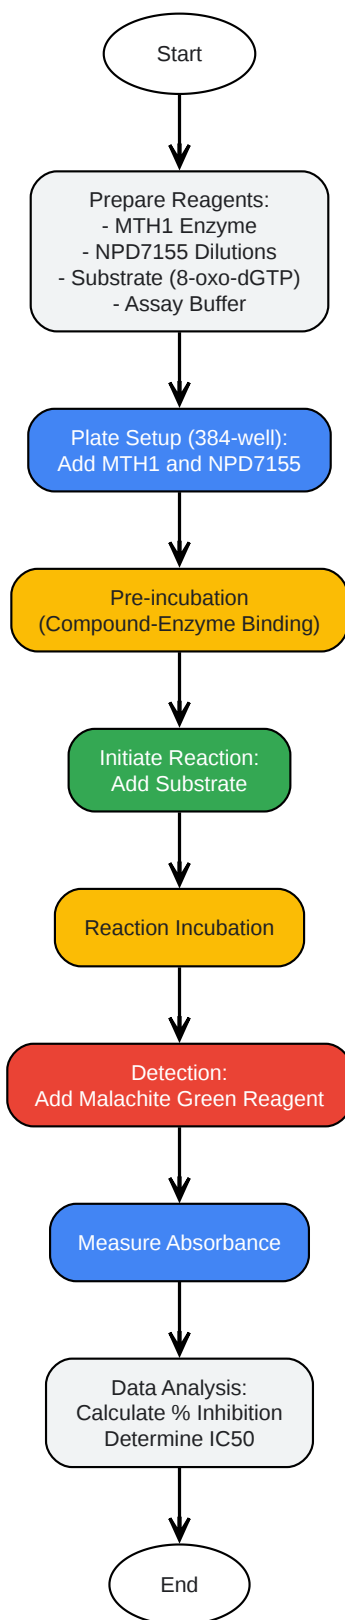 Start
Prepare Reagents:
- MTH1 Enzyme
- NPD7155 Dilutions
- Substrate (8-oxo-dGTP)
- Assay Buffer
Plate Setup (384-well):
Add MTH1 and NPD7155
Pre-incubation
(Compound-Enzyme Binding)
Initiate Reaction:
Add Substrate
Reaction Incubation
Detection:
Add Malachite Green Reagent
Measure Absorbance
Data Analysis:
Calculate % Inhibition
Determine IC50
End